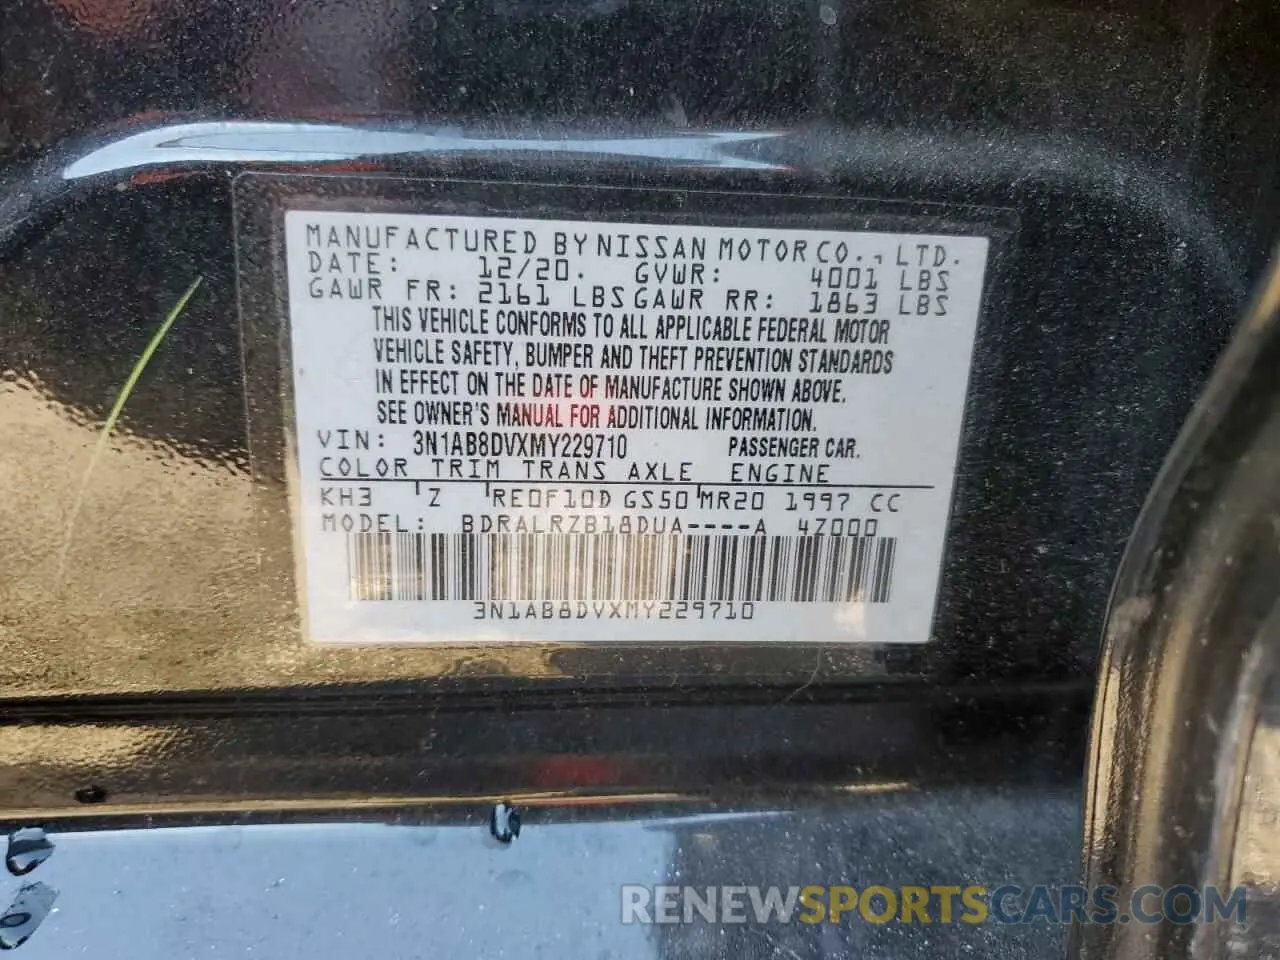 MANUFACTURED BY NISSAN MOTOR CO., LTD.
DATE: 12/20. GVWR: 4001 LBS
GAWR FR: 2161 LBS GAWR RR: 1863 LBS
THIS VEHICLE CONFORMS TO ALL APPLICABLE FEDERAL MOTOR
VEHICLE SAFETY, BUMPER AND THEFT PREVENTION STANDARDS
IN EFFECT ON THE DATE OF MANUFACTURE SHOWN ABOVE.
SEE OWNER'S MANUAL FOR ADDITIONAL INFORMATION.
VIN: 3N1AB8DVXMY229710 PASSENGER CAR.
COLOR TRIM TRANS AXLE ENGINE
KH3 Z RE0F10D GS50 MR20 1997 CC
MODEL: BDRALRZB18DUA----A 4Z000
3N1AB8DVXMY229710
RENEWSPORTSCARS.COM